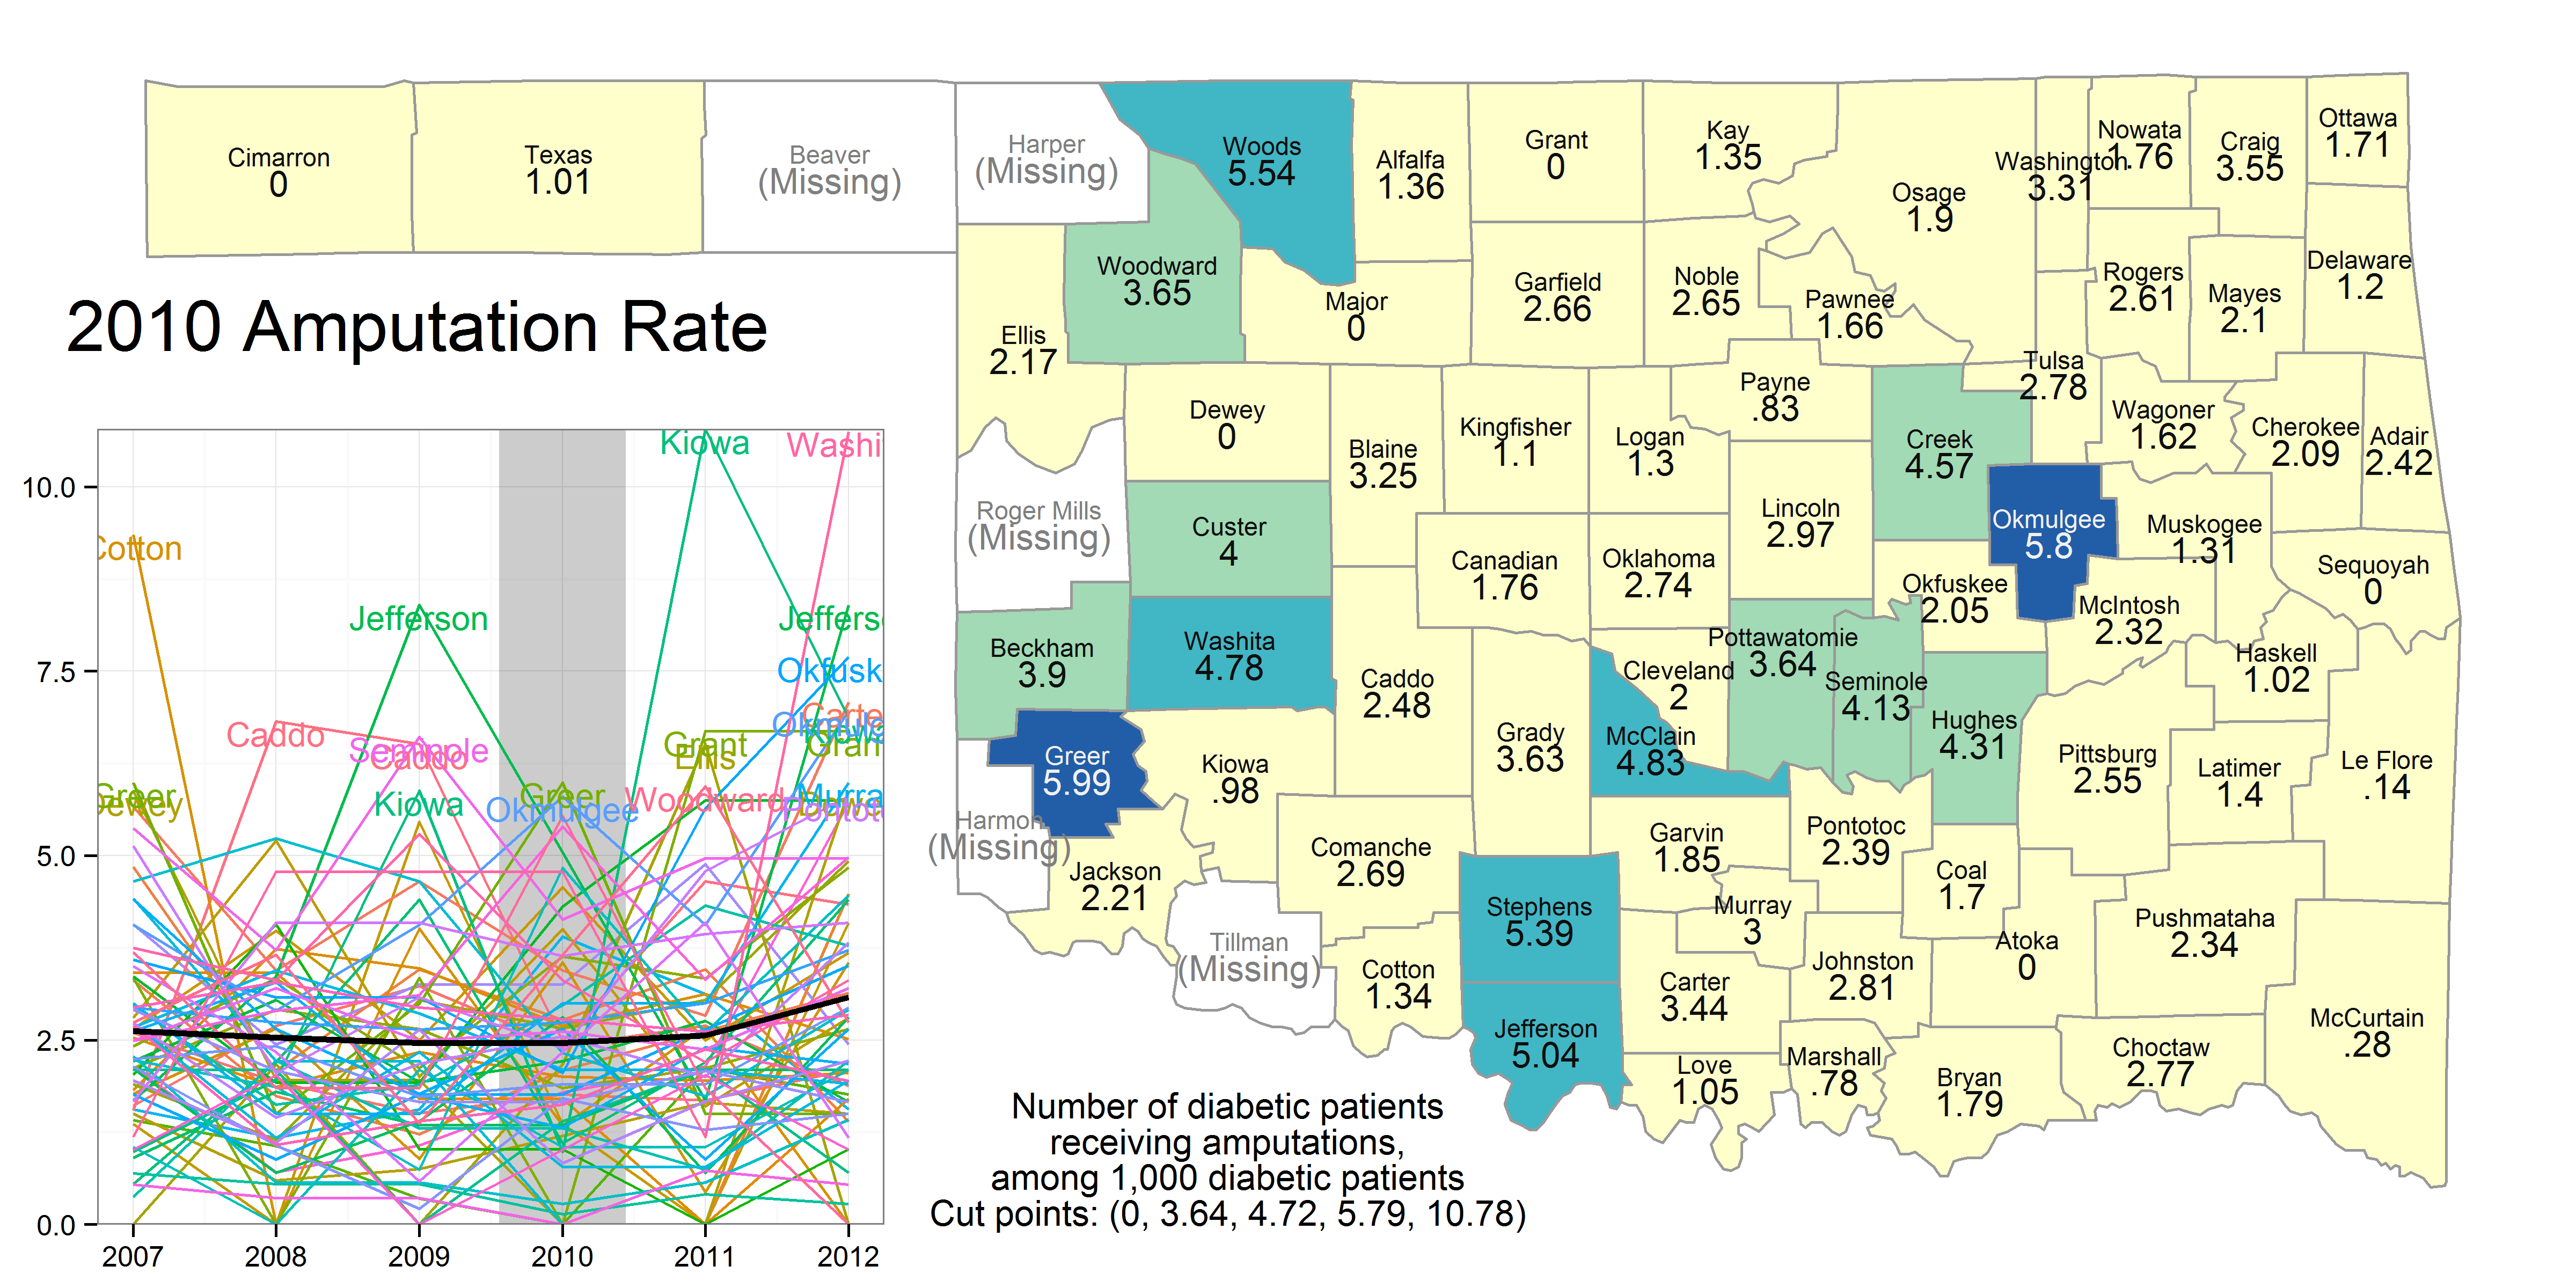 Cimarron
0
Texas
1.01
Beaver
(Missing)
Harper
(Missing)
Woods
5.54
Alfalfa
1.36
Grant
0
Kay
1.35
Osage
1.9
Washington
3.31
Nowata
1.76
Craig
3.55
Ottawa
1.71
Woodward
3.65
Ellis
2.17
Major
0
Garfield
2.66
Noble
2.65
Pawnee
1.66
Rogers
2.61
Mayes
2.1
Delaware
1.2
Tulsa
2.78
Payne
.83
Dewey
0
Blaine
3.25
Kingfisher
1.1
Logan
1.3
Creek
4.57
Wagoner
1.62
Cherokee
2.09
Adair
2.42
Roger Mills
(Missing)
Custer
4
Canadian
1.76
Oklahoma
2.74
Lincoln
2.97
Okmulgee
5.8
Muskogee
1.31
Okfuskee
2.05
McIntosh
2.32
Sequoyah
0
Beckham
3.9
Washita
4.78
Caddo
2.48
Grady
3.63
Cleveland
2
Pottawatomie
3.64
Seminole
4.13
Hughes
4.31
Haskell
1.02
McClain
4.83
Greer
5.99
Kiowa
.98
Pittsburg
2.55
Latimer
1.4
Le Flore
.14
Harmon
(Missing)
Jackson
2.21
Comanche
2.69
Garvin
1.85
Pontotoc
2.39
Coal
1.7
Stephens
5.39
Murray
3
Tillman
(Missing)
Cotton
1.34
Carter
3.44
Johnston
2.81
Atoka
0
Pushmataha
2.34
Jefferson
5.04
Love
1.05
Marshall
.78
Bryan
1.79
Choctaw
2.77
McCurtain
.28
2010 Amputation Rate
10.0
7.5
5.0
2.5
0.0
2007
2008
2009
2010
2011
2012
Cotton
Greer
Dewey
Caddo
Jefferson
Seminole
Caddo
Kiowa
Greer
Okmulgee
Kiowa
Grant
Ellis
Woodward
Washi
Jeffers
Okfusk
Carte
Okmulg
Kiowa
Gran
Murra
Dewe
Pontot
Number of diabetic patients
receiving amputations,
among 1,000 diabetic patients
Cut points: (0, 3.64, 4.72, 5.79, 10.78)